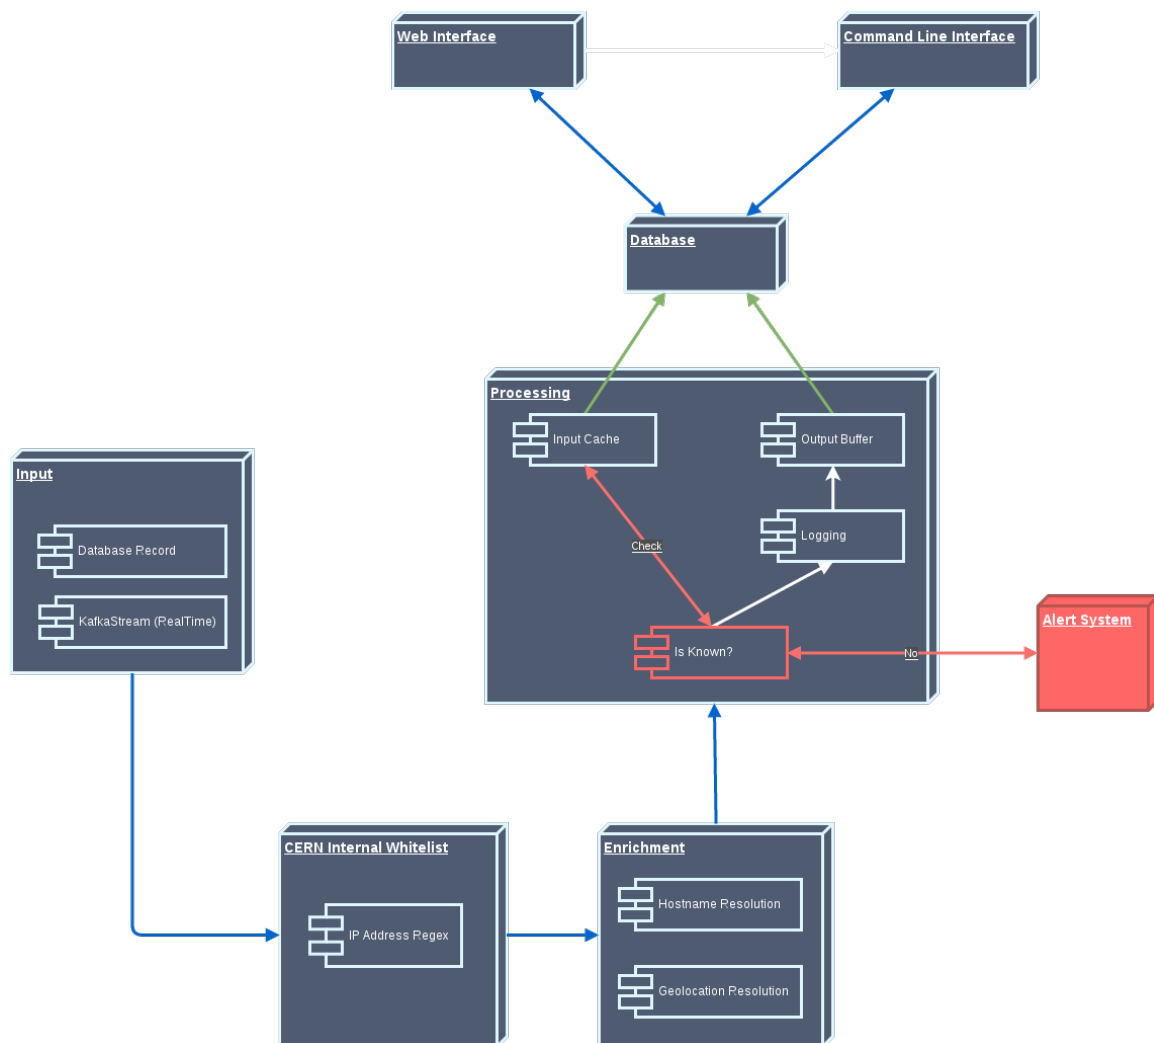 Web Interface
Command Line Interface
Database
Processing
Input Cache
Output Buffer
Input
Database Record
Logging
Check
KafkaStream (RealTime)
Alert System
Is Known?
No
CERN Internal Whitelist
Enrichment
Hostname Resolution
IP Address Regex
Geolocation Resolution